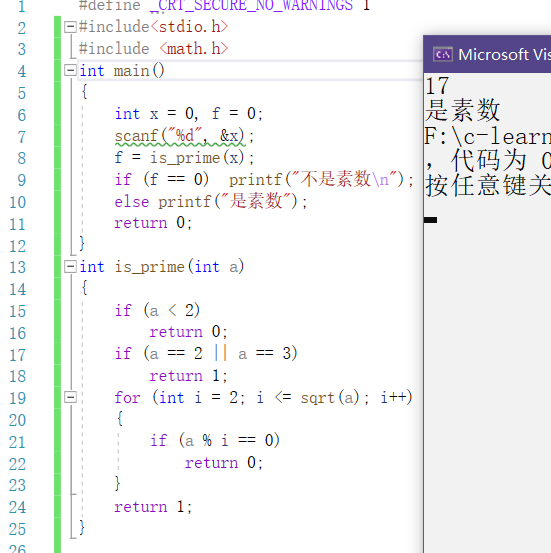 1 #define _CRT_SECURE_NO_WARNINGS 1
2 #include<stdio.h>
3 #include <math.h>
4 int main()
5 {
6 int x = 0, f = 0;
7 scanf("%d", &x);
8 f = is_prime(x);
9 if (f == 0) printf("不是素数\n");
10 else printf("是素数");
11 return 0;
12 }
13 int is_prime(int a)
14 {
15 if (a < 2)
16 return 0;
17 if (a == 2 || a == 3)
18 return 1;
19 for (int i = 2; i <= sqrt(a); i++)
20 {
21 if (a % i == 0)
22 return 0;
23 }
24 return 1;
25 }
26
Microsoft Vis
17
是素数
F:\c-learn
，代码为 0
按任意键关